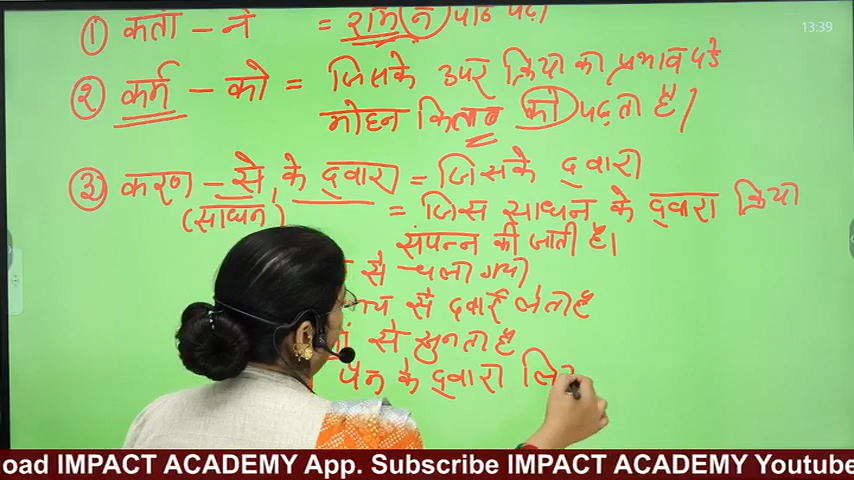 ① कर्ता - ने = राम(ने) पाठ पढ़ा
13:39
② कर्म - को = जिसके उपर क्रिया का प्रभाव पडे
मोहन किताब को पढ़ता है।
③ करण - से, के द्वारा = जिसके द्वारा
(साधन) = जिस साधन के द्वारा क्रिया
संपन्न की जाती है।
से चला गया
से दवाई लेता है
से सुनता है
पैन के द्वारा लि
oad IMPACT ACADEMY App. Subscribe IMPACT ACADEMY Youtube